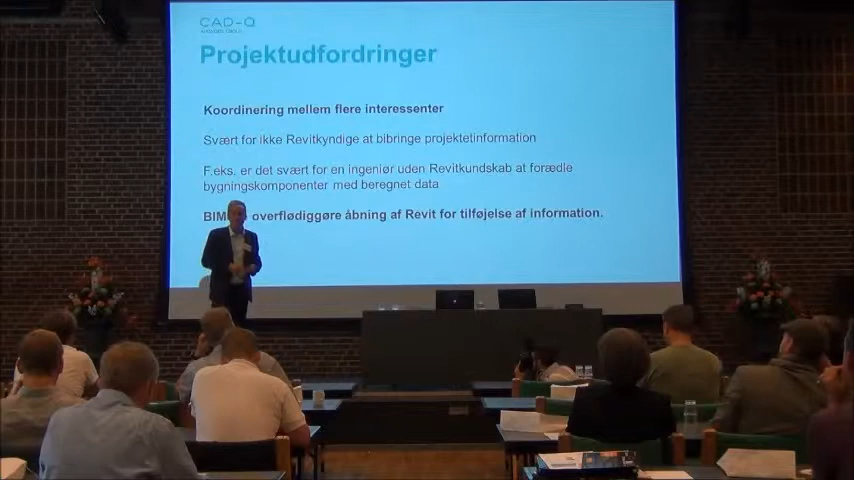 CAD-Q
Projektudfordringer
Koordinering mellem flere interessenter
Svært for ikke Revitkyndige at bibringe projektetinformation
F.eks. er det svært for en ingeniør uden Revitkundskab at forædle
bygningskomponenter med beregnet data
BIM overflødiggøre åbning af Revit for tilføjelse af information.